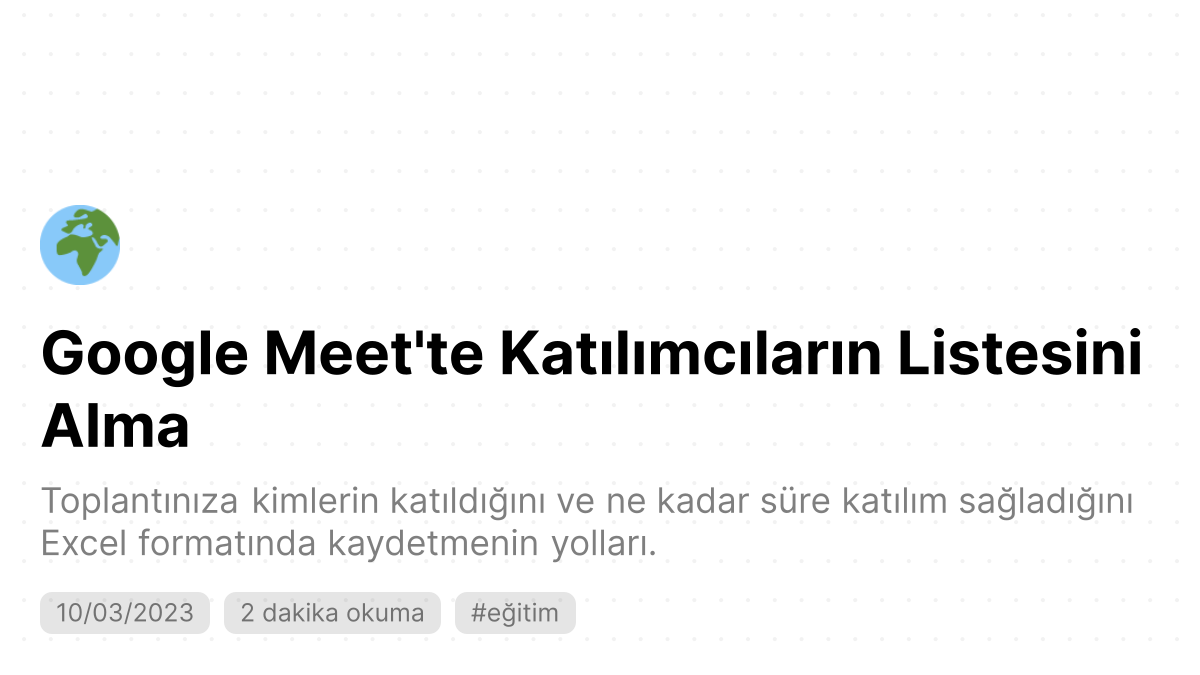 Google Meet'te Katılımcıların Listesini
Alma
Toplantınıza kimlerin katıldığını ve ne kadar süre katılım sağladığını
Excel formatında kaydetmenin yolları.
10/03/2023 2 dakika okuma #eğitim